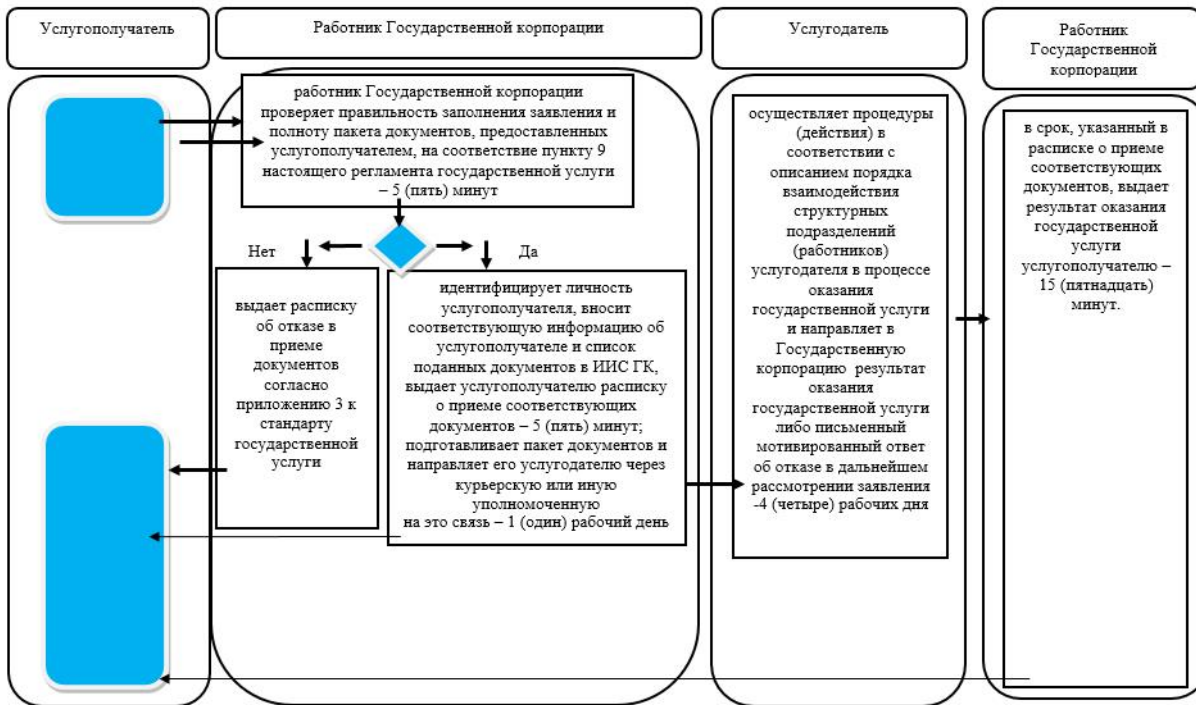 Услугополучатель
Работник Государственной корпорации
Услугодатель
Работник
Государственной
корпорации
работник Государственной корпорации
проверяет правильность заполнения заявления и
полноту пакета документов, предоставленных
услугополучателем, на соответствие пункту 9
настоящего регламента государственной услуги
– 5 (пять) минут
Нет
Да
выдает расписку
об отказе в
приеме
документов
согласно
приложению 3 к
стандарту
государственной
услуги
идентифицирует личность
услугополучателя, вносит
соответствующую информацию об
услугополучателе и список
поданных документов в ИИС ГК,
выдает услугополучателю расписку
о приеме соответствующих
документов – 5 (пять) минут;
подготавливает пакет документов и
направляет его услугодателю через
курьерскую или иную
уполномоченную
на это связь – 1 (один) рабочий день
осуществляет процедуры
(действия) в
соответствии с
описанием порядка
взаимодействия
структурных
подразделений
(работников)
услугодателя в процессе
оказания
государственной услуги
и направляет в
Государственную
корпорацию результат
оказания
государственной услуги
либо письменный
мотивированный ответ
об отказе в дальнейшем
рассмотрении заявления
-4 (четыре) рабочих дня
в срок, указанный в
расписке о приеме
соответствующих
документов, выдает
результат оказания
государственной
услуги
услугополучателю –
15 (пятнадцать)
минут.